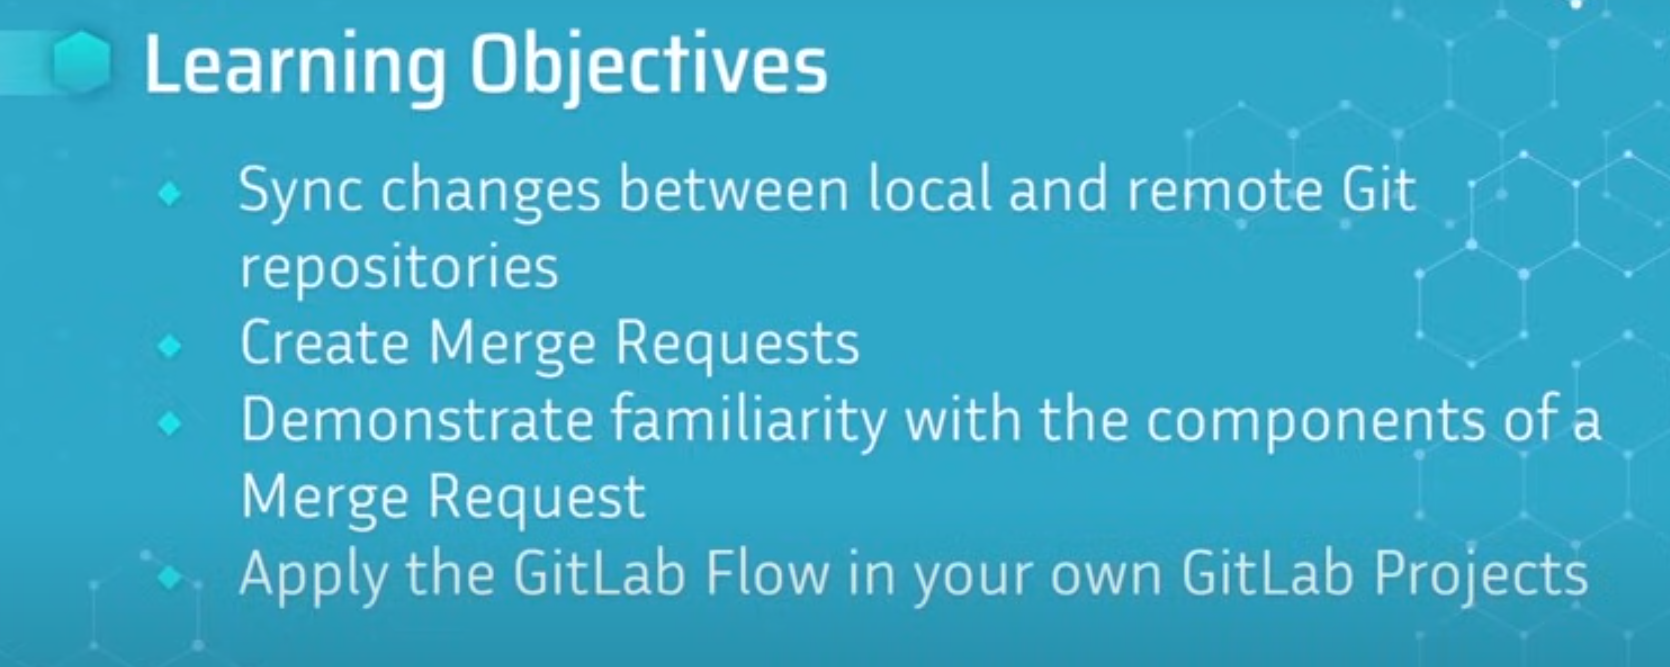 Learning Objectives
Sync changes between local and remote Git
repositories
Create Merge Requests
Demonstrate familiarity with the components of a
Merge Request
Apply the GitLab Flow in your own GitLab Projects